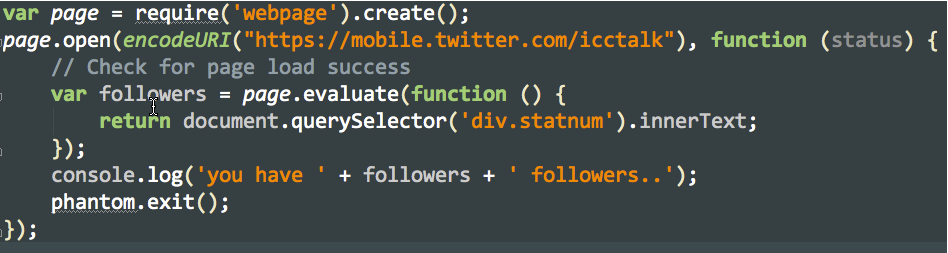 var page = require('webpage').create();
page.open(encodeURI("https://mobile.twitter.com/icctalk"), function (status) {
    // Check for page load success
    var followers = page.evaluate(function () {
        return document.querySelector('div.statnum').innerText;
    });
    console.log('you have ' + followers + ' followers..');
    phantom.exit();
});